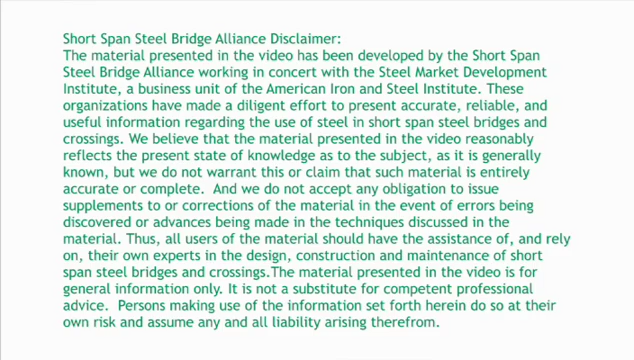 Short Span Steel Bridge Alliance Disclaimer:
The material presented in the video has been developed by the Short Span
Steel Bridge Alliance working in concert with the Steel Market Development
Institute, a business unit of the American Iron and Steel Institute. These
organizations have made a diligent effort to present accurate, reliable, and
useful information regarding the use of steel in short span steel bridges and
crossings. We believe that the material presented in the video reasonably
reflects the present state of knowledge as to the subject, as it is generally
known, but we do not warrant this or claim that such material is entirely
accurate or complete.  And we do not accept any obligation to issue
supplements to or corrections of the material in the event of errors being
discovered or advances being made in the techniques discussed in the
material. Thus, all users of the material should have the assistance of, and rely
on, their own experts in the design, construction and maintenance of short
span steel bridges and crossings.The material presented in the video is for
general information only. It is not a substitute for competent professional
advice.  Persons making use of the information set forth herein do so at their
own risk and assume any and all liability arising therefrom.